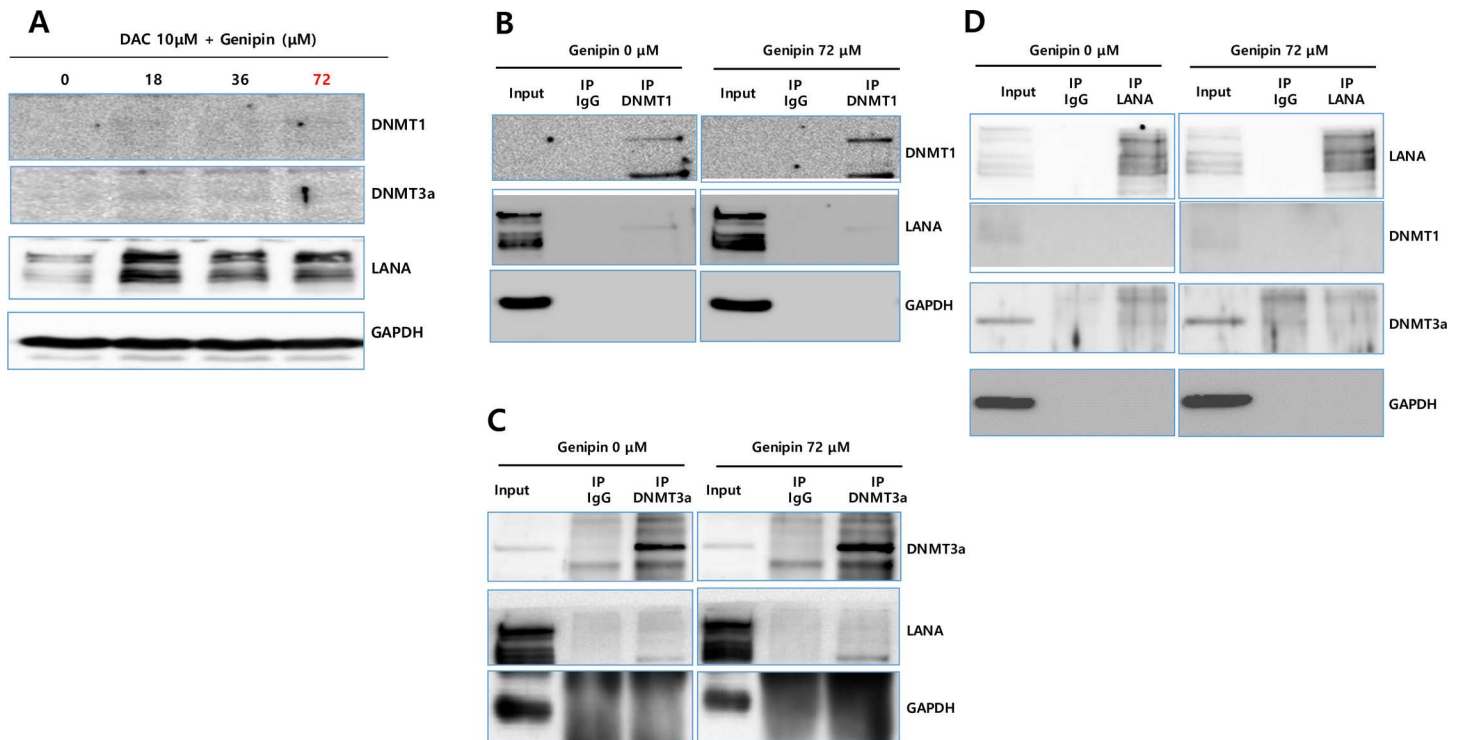 A
DAC 10μM + Genipin (μM)
0 18 36 72
DNMT1
DNMT3a
LANA
GAPDH
B
Genipin 0 μM Genipin 72 μM
Input IP IgG IP DNMT1 Input IP IgG IP DNMT1
DNMT1
LANA
GAPDH
C
Genipin 0 μM Genipin 72 μM
Input IP IgG IP DNMT3a Input IP IgG IP DNMT3a
DNMT3a
LANA
GAPDH
D
Genipin 0 μM Genipin 72 μM
Input IP IgG IP LANA Input IP IgG IP LANA
LANA
DNMT1
DNMT3a
GAPDH